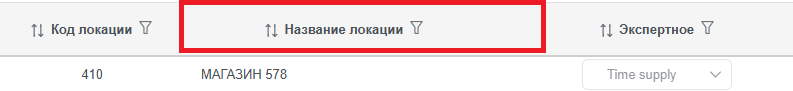 Код локации Название локации Экспертное
410 МАГАЗИН 578 Time supply